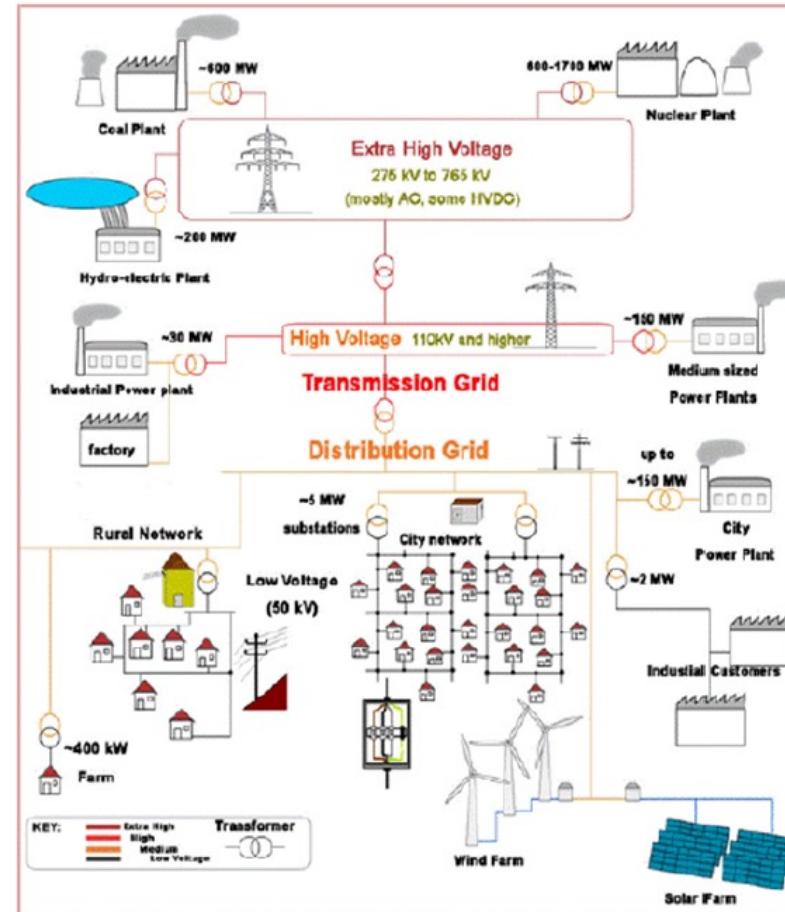 ~600 MW
Coal Plant
600-1700 MW
Nuclear Plant
Extra High Voltage
275 kV to 765 kV
(mostly AC, some HVDC)
~200 MW
Hydro-electric Plant
~30 MW
Industrial Power plant
factory
High Voltage 110kV and higher
~150 MW
Medium sized
Power Plants
Transmission Grid
Distribution Grid
up to
~150 MW
City
Power Plant
Rural Network
~5 MW
substations
City network
~2 MW
Low Voltage
(50 kV)
Industial Customers
~400 kW
Farm
Wind Farm
Solar Farm
KEY:
Extra High
High
Medium
Low Voltage
Transformer